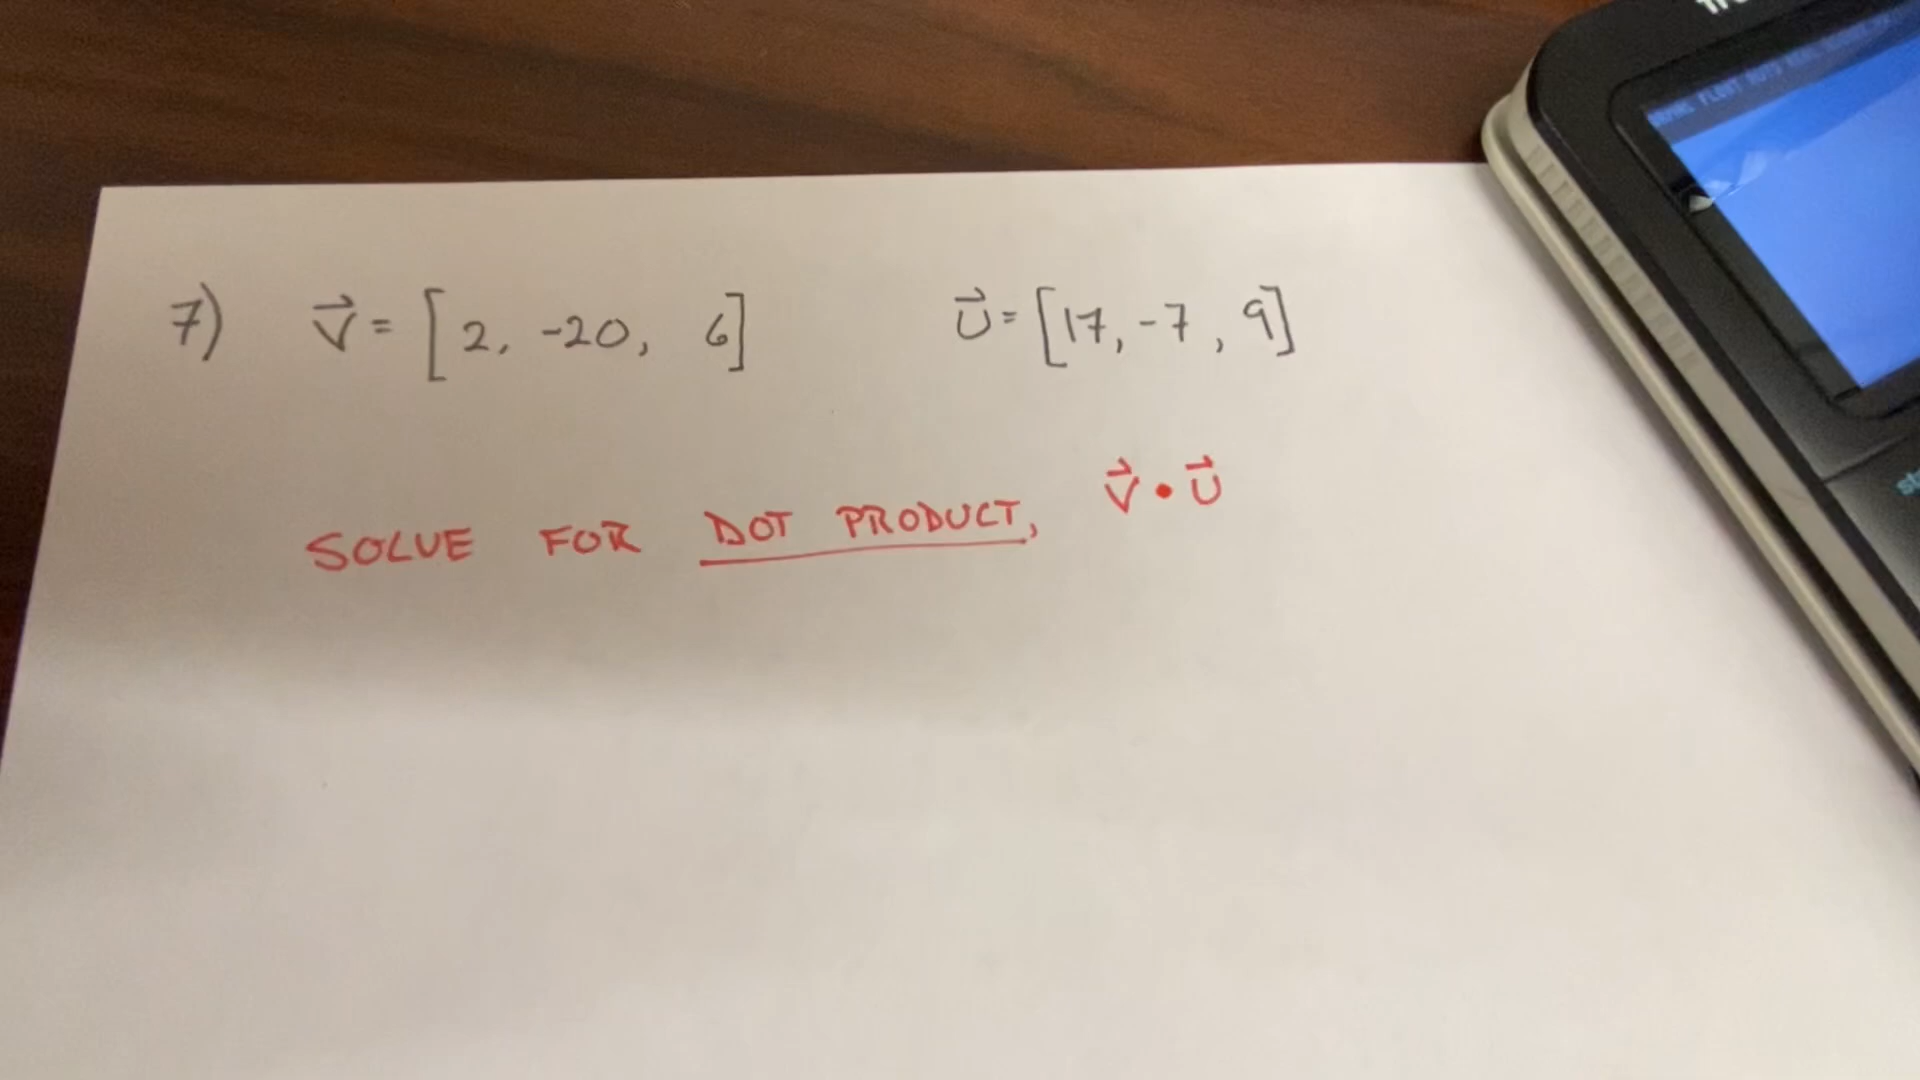 7) V⃗ = [2, -20, 6] U⃗ = [17, -7, 9]
SOLVE FOR DOT PRODUCT, V⃗ • U⃗